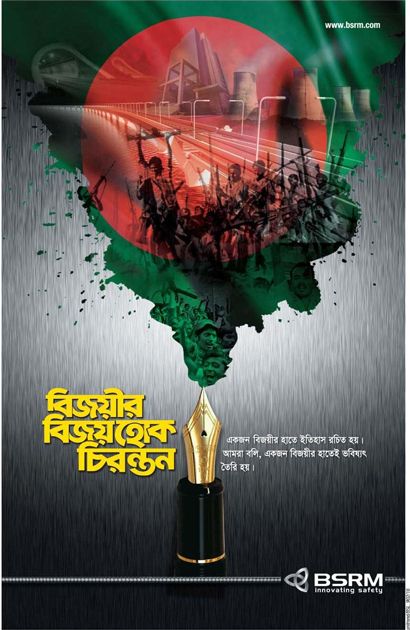 www.bsrm.com
বিজয়ীর
বিজয় হোক
চিরন্তন
একজন বিজয়ীর হাতে ইতিহাস রচিত হয়।
আমরা বলি, একজন বিজয়ীর হাতেই ভবিষ্যৎ
তৈরি হয়।
BSRM
innovating safety